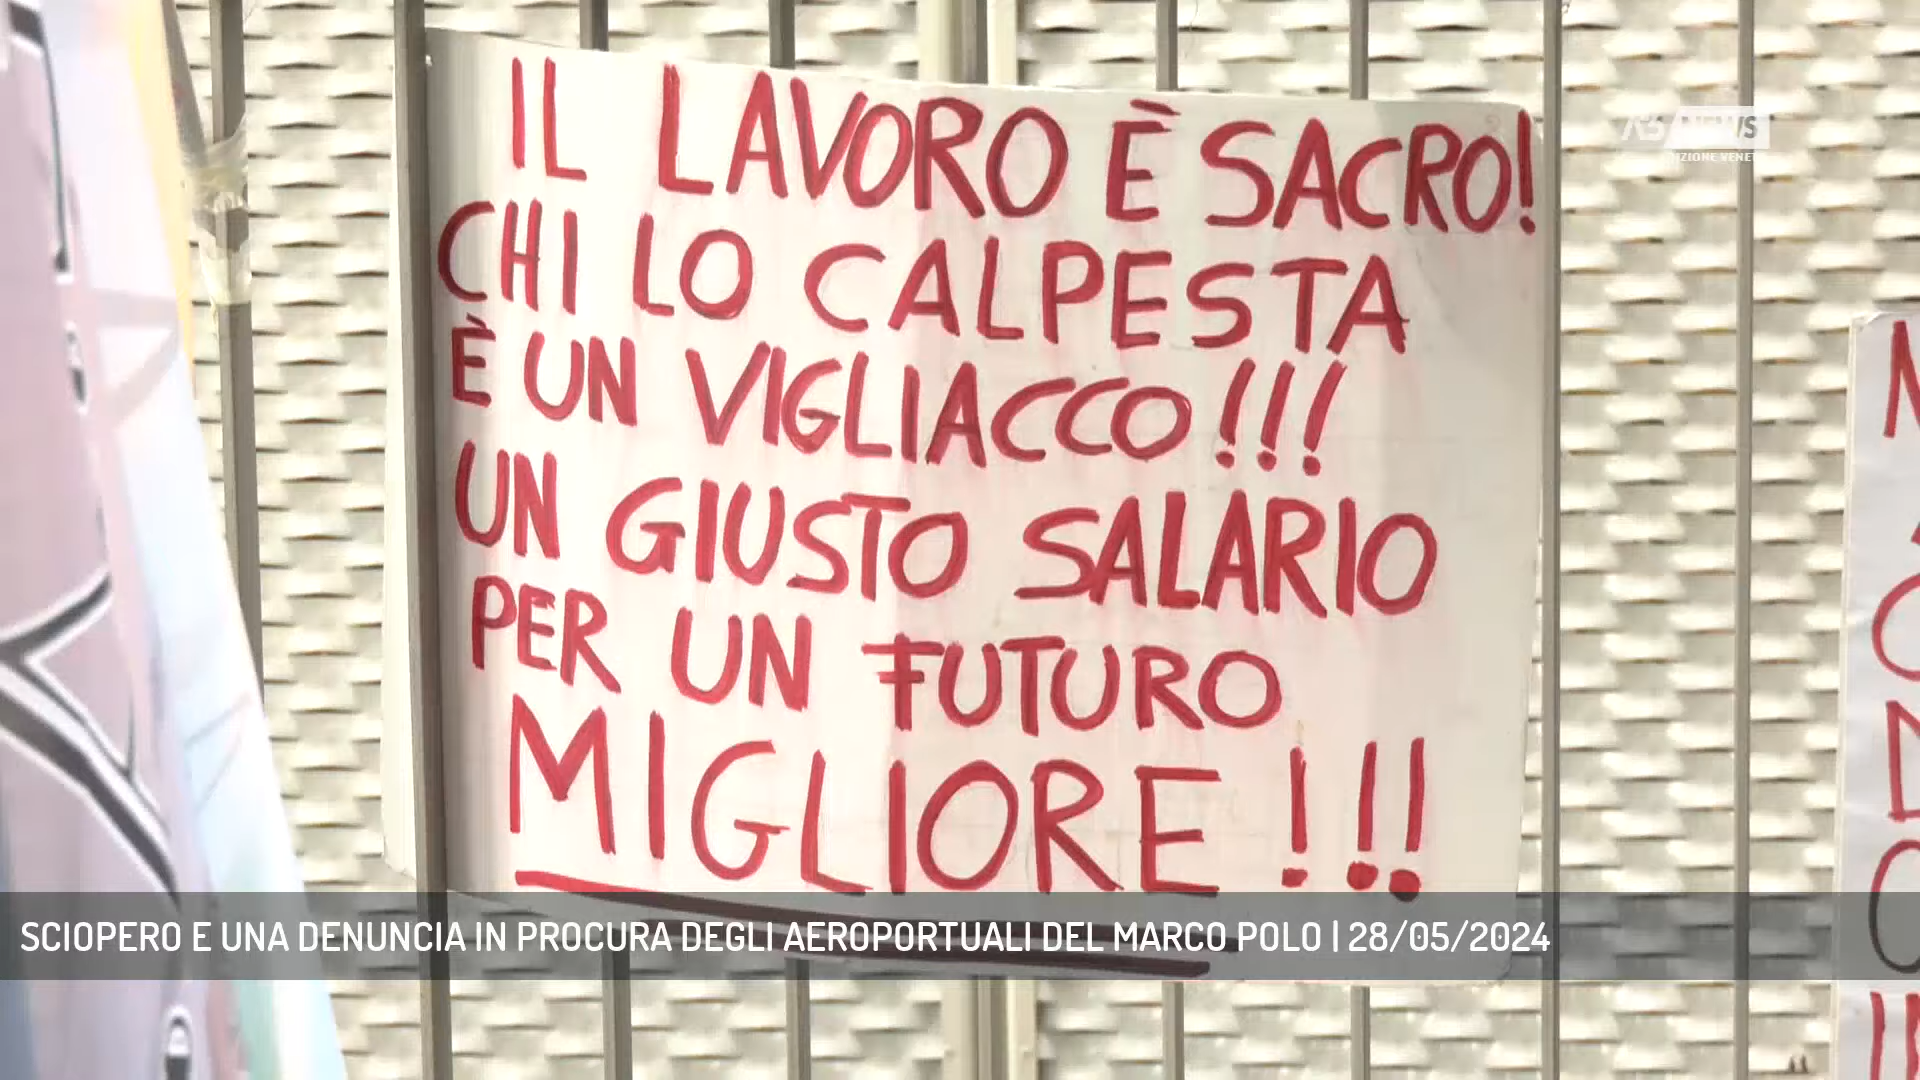 IL LAVORO È SACRO!
CHI LO CALPESTA
È UN VIGLIACCO!!!
UN GIUSTO SALARIO
PER UN FUTURO
MIGLIORE!!!
NEWS
SCIOPERO E UNA DENUNCIA IN PROCURA DEGLI AEROPORTUALI DEL MARCO POLO | 28/05/2024